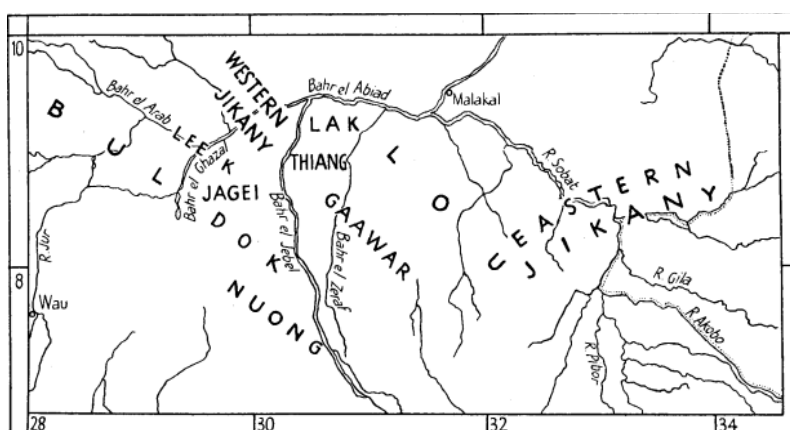 10
WESTERN
JIKANY
Bahr el Abiad
Malakal
Bahr el Arab
BUL
LEEK
LAK
THIANG
LOU
R. Sobat
EASTERN
JIKANY
Bahr el Ghazal
JAGEI
DOK
GAAWAR
Bahr el Jebel
Bahr el Zeraf
R. Jur
8
NUONG
Wau
R. Gila
R. Akobo
R. Pibor
28
30
32
34